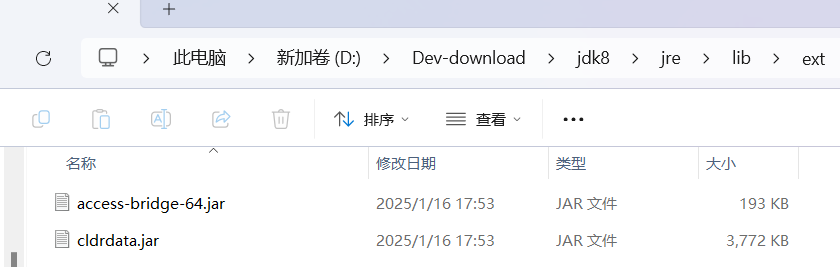 此电脑 > 新加卷 (D:) > Dev-download > jdk8 > jre > lib > ext
排序 查看
名称 修改日期 类型 大小
access-bridge-64.jar 2025/1/16 17:53 JAR 文件 193 KB
cldrdata.jar 2025/1/16 17:53 JAR 文件 3,772 KB